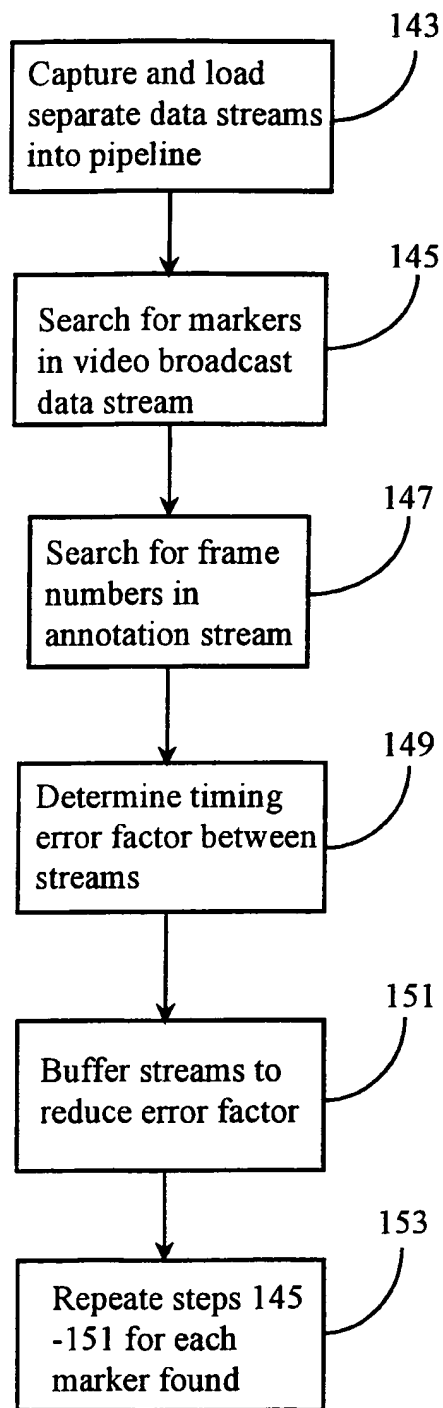 143
Capture and load
separate data streams
into pipeline
145
Search for markers
in video broadcast
data stream
147
Search for frame
numbers in
annotation stream
149
Determine timing
error factor between
streams
151
Buffer streams to
reduce error factor
153
Repeat steps 145
-151 for each
marker found